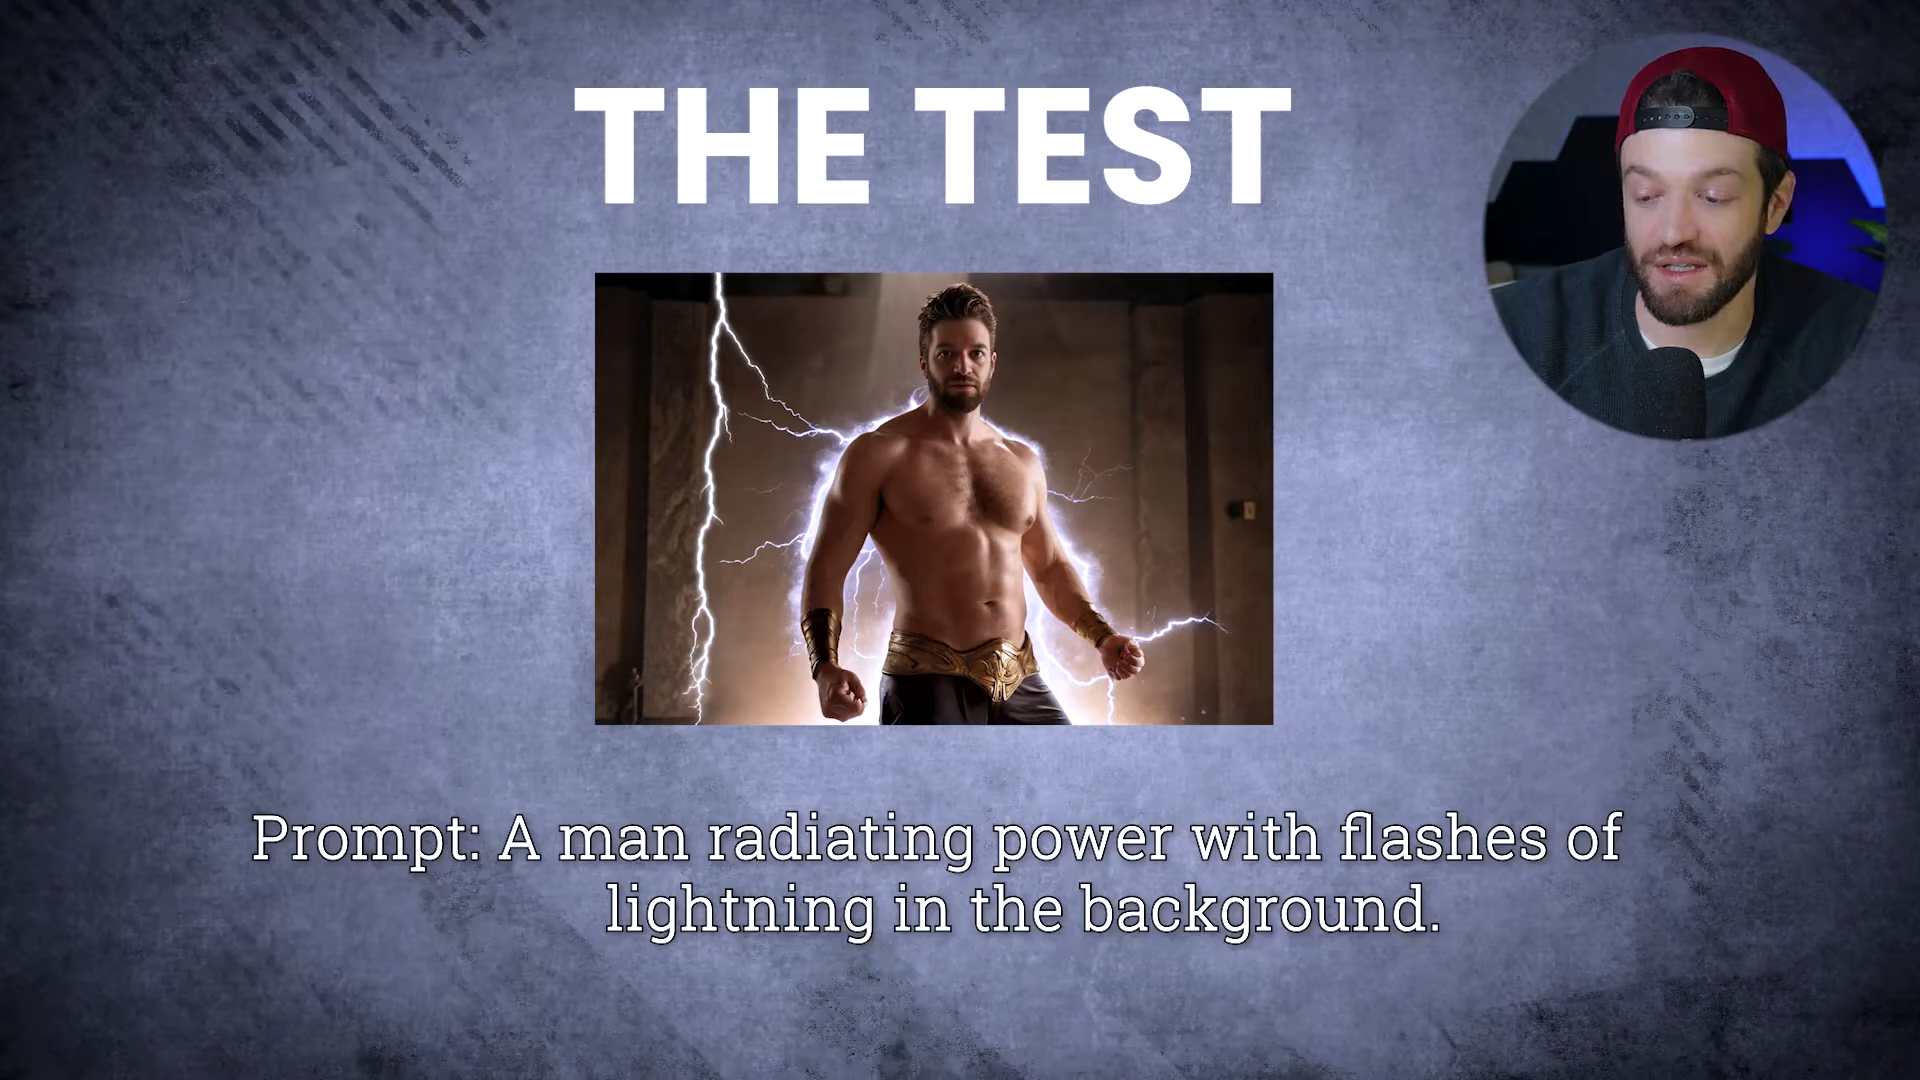 THE TEST
Prompt: A man radiating power with flashes of
lightning in the background.